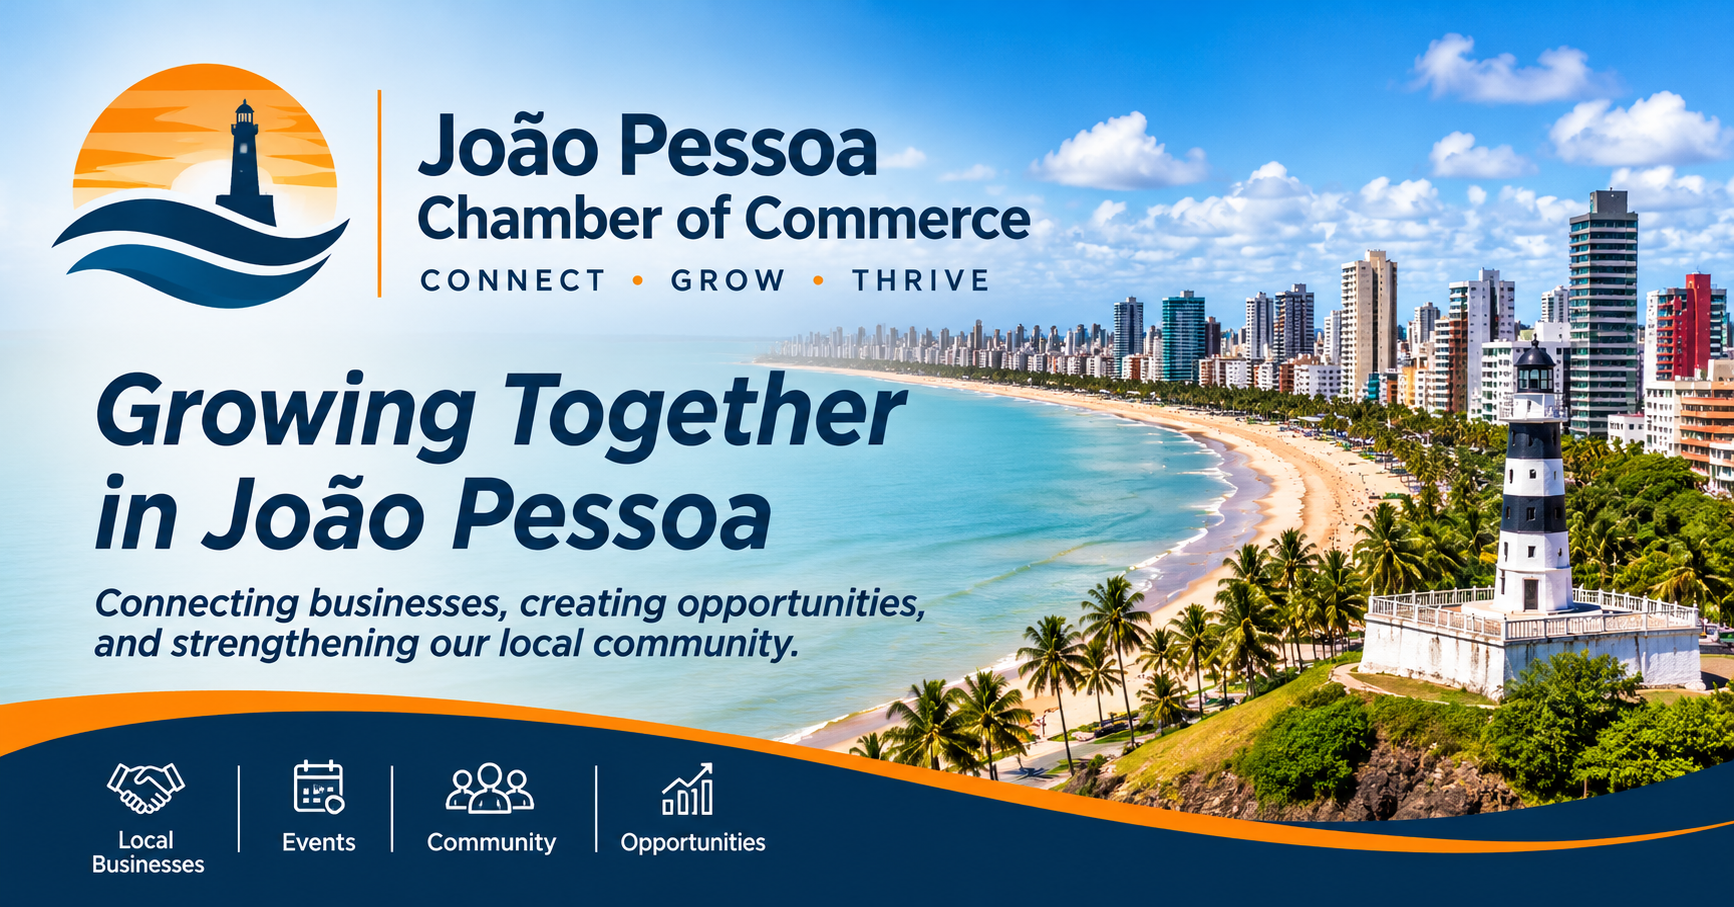 João Pessoa
Chamber of Commerce
CONNECT • GROW • THRIVE
Growing Together
in João Pessoa
Connecting businesses, creating opportunities,
and strengthening our local community.
Local
Businesses
Events
Community
Opportunities